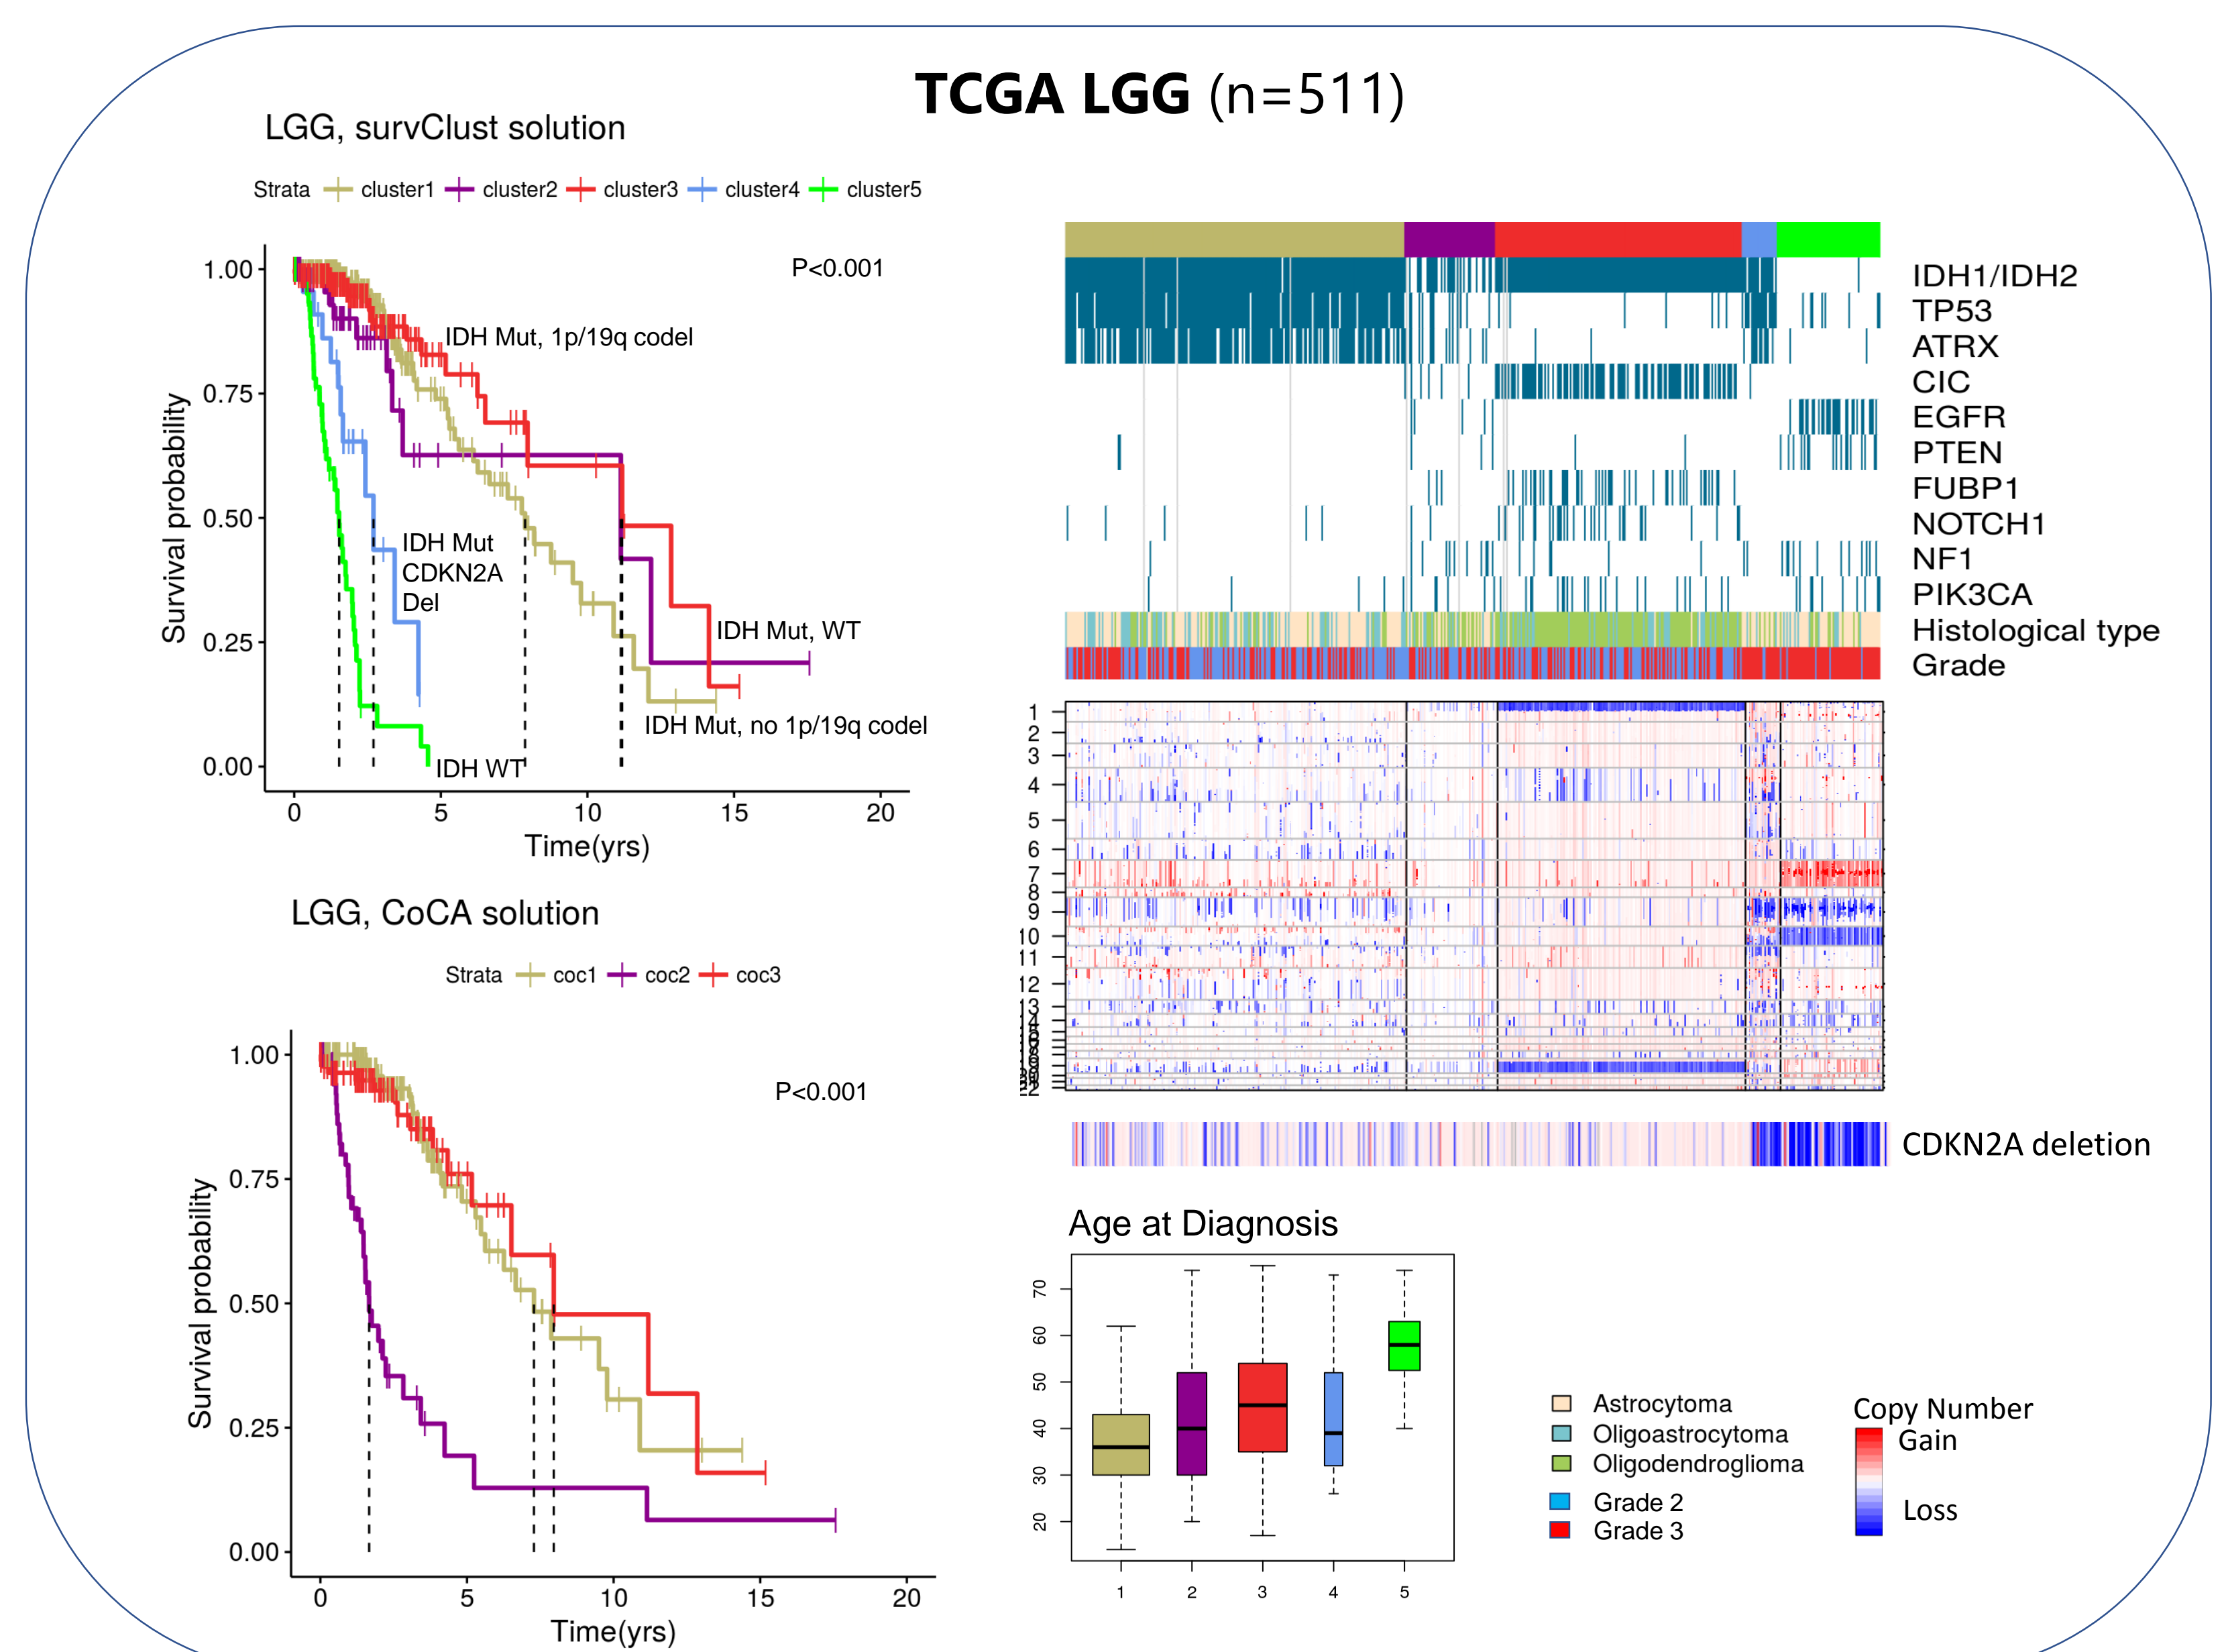 TCGA LGG (n=511)
LGG, survClust solution
Strata cluster1 cluster2 cluster3 cluster4 cluster5
P<0.001
Survival probability
1.00
0.75
0.50
0.25
0.00
IDH Mut, 1p/19q codel
IDH Mut
CDKN2A
Del
IDH Mut, WT
IDH Mut, no 1p/19q codel
IDH WT
0 5 10 15 20
Time(yrs)
LGG, CoCA solution
Strata coc1 coc2 coc3
P<0.001
Survival probability
1.00
0.75
0.50
0.25
0.00
0 5 10 15 20
Time(yrs)
IDH1/IDH2
TP53
ATRX
CIC
EGFR
PTEN
FUBP1
NOTCH1
NF1
PIK3CA
Histological type
Grade
1
2
3
4
5
6
7
8
9
10
11
12
13
CDKN2A deletion
Age at Diagnosis
70
60
50
40
30
20
1 2 3 4 5
Astrocytoma
Oligoastrocytoma
Oligodendroglioma
Grade 2
Grade 3
Copy Number
Gain
Loss